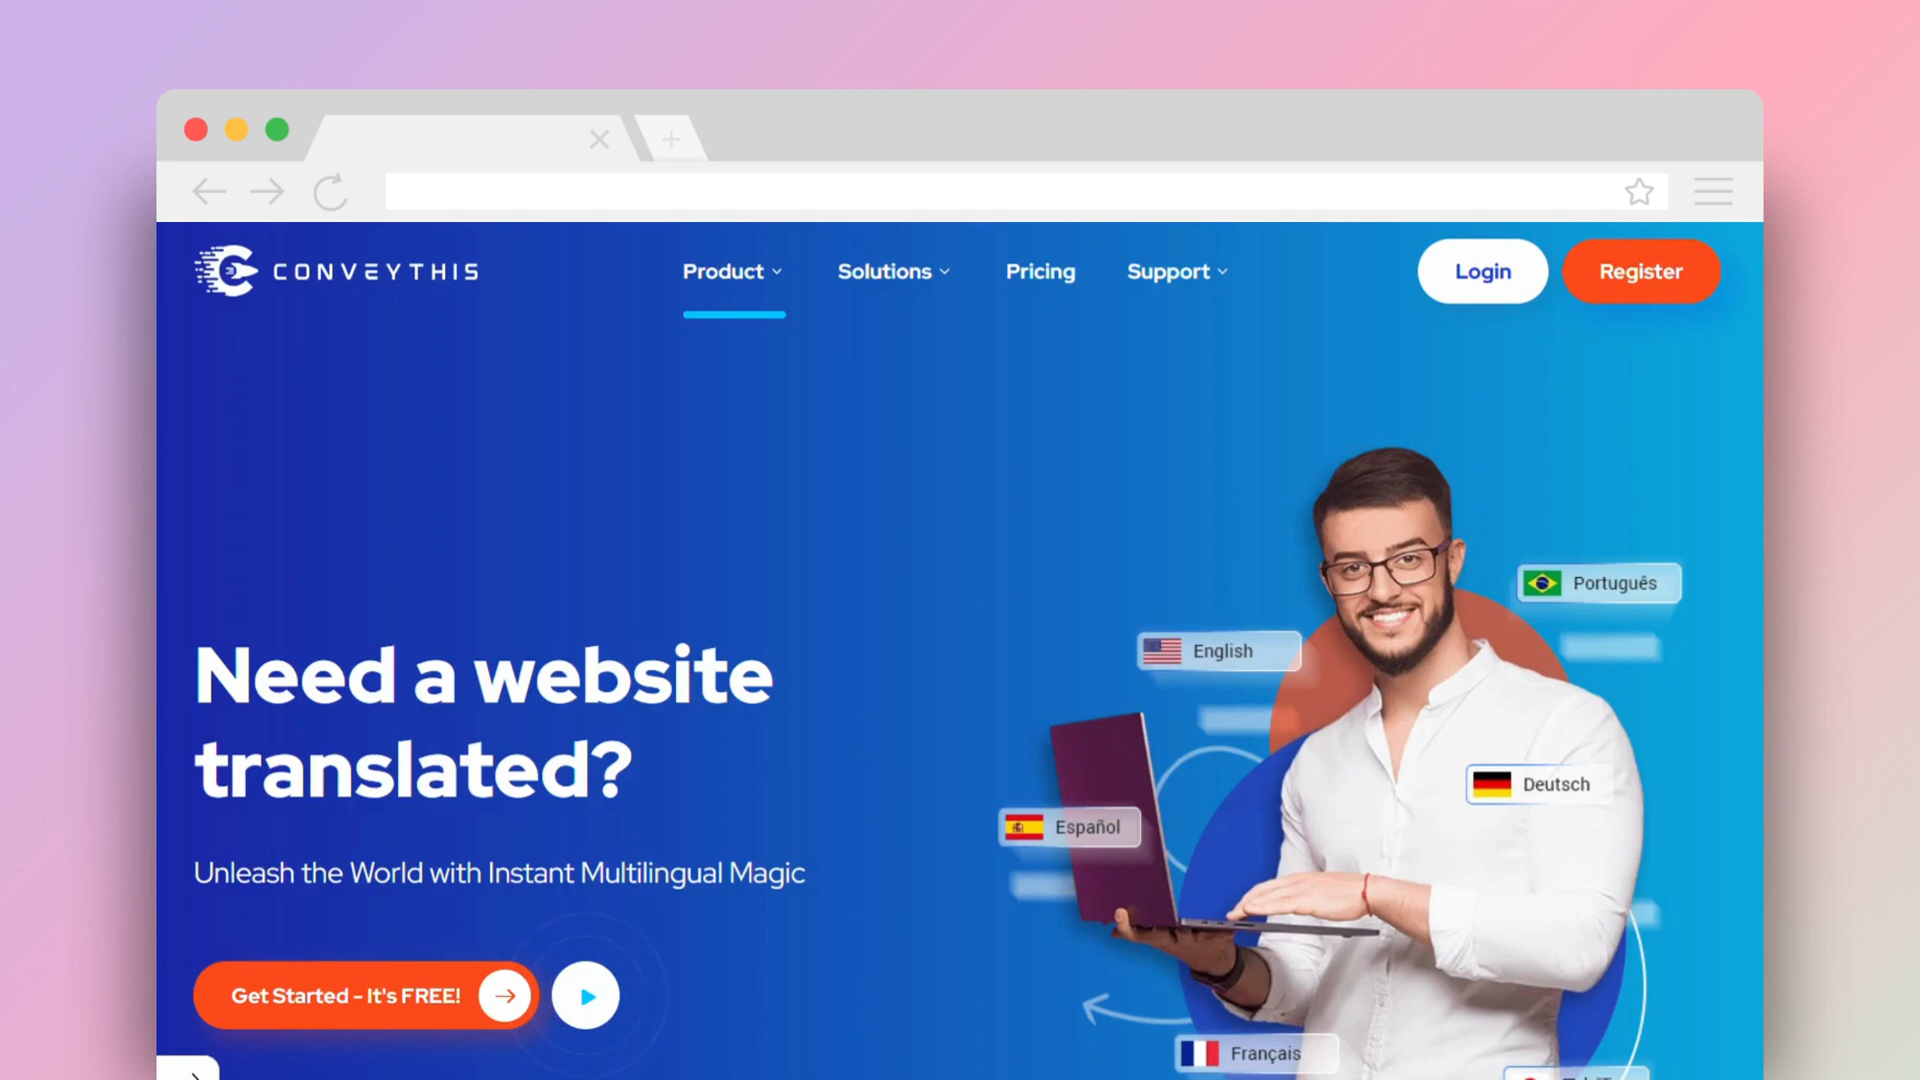 CONVEYTHIS
Product
Solutions
Pricing
Support
Login
Register
Need a website
translated?
Unleash the World with Instant Multilingual Magic
Get Started - It's FREE!
Português
English
Deutsch
Español
Français